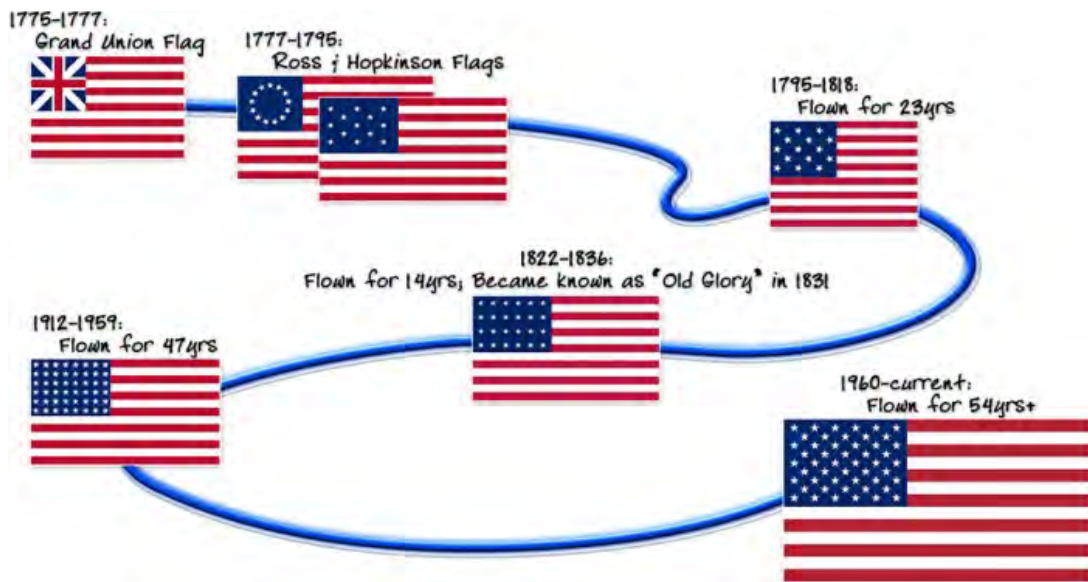 1775-1777:
Grand Union Flag
1777-1795:
Ross & Hopkinson Flags
1795-1818:
Flown for 23yrs
1822-1836:
Flown for 14yrs; Became known as "Old Glory" in 1831
1912-1959:
Flown for 47yrs
1960-current:
Flown for 54yrs+